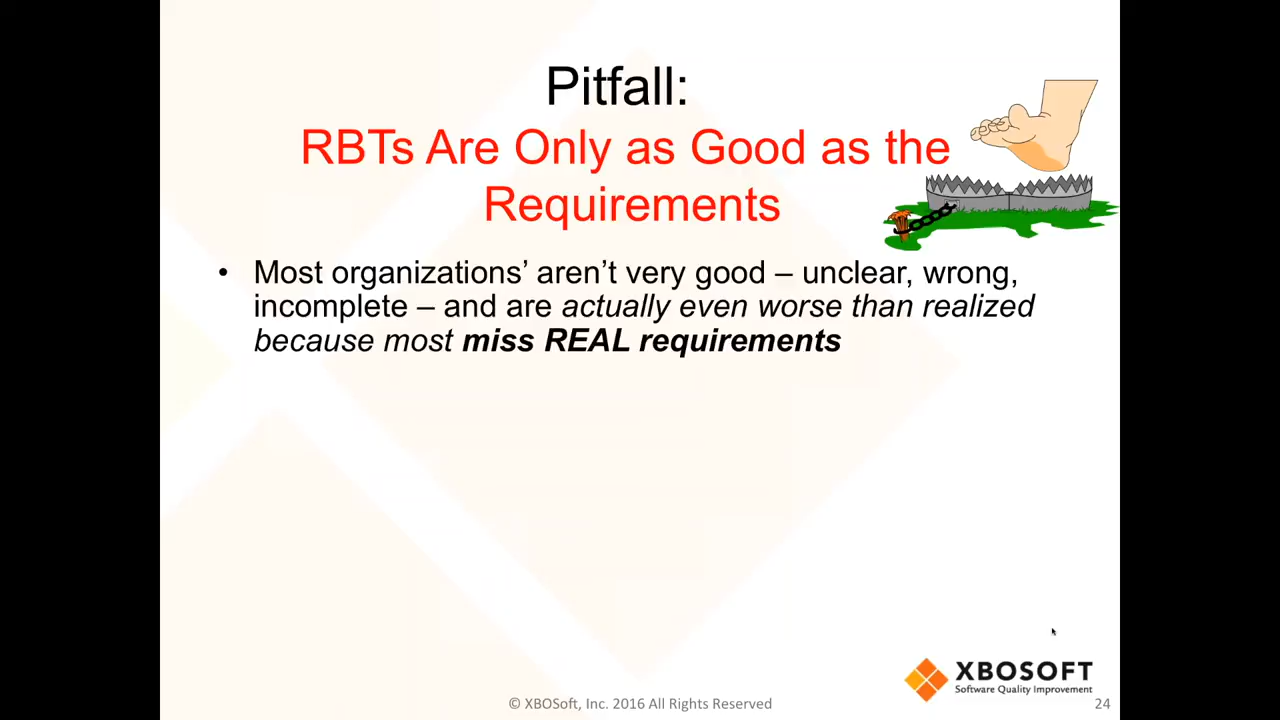 Pitfall:
RBTs Are Only as Good as the
Requirements
• Most organizations’ aren’t very good – unclear, wrong,
incomplete – and are actually even worse than realized
because most miss REAL requirements
XBOSOFT
Software Quality Improvement
© XBOSoft, Inc. 2016 All Rights Reserved
24